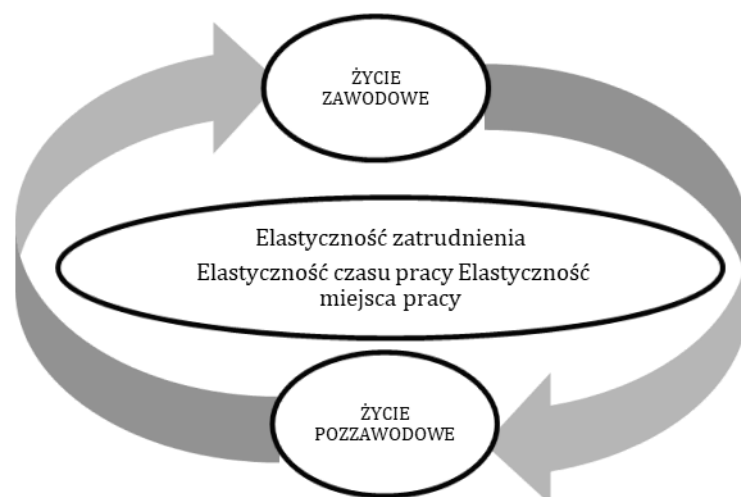 ŻYCIE
ZAWODOWE
Elastyczność zatrudnienia
Elastyczność czasu pracy Elastyczność
miejsca pracy
ŻYCIE
POZZAWODOWE